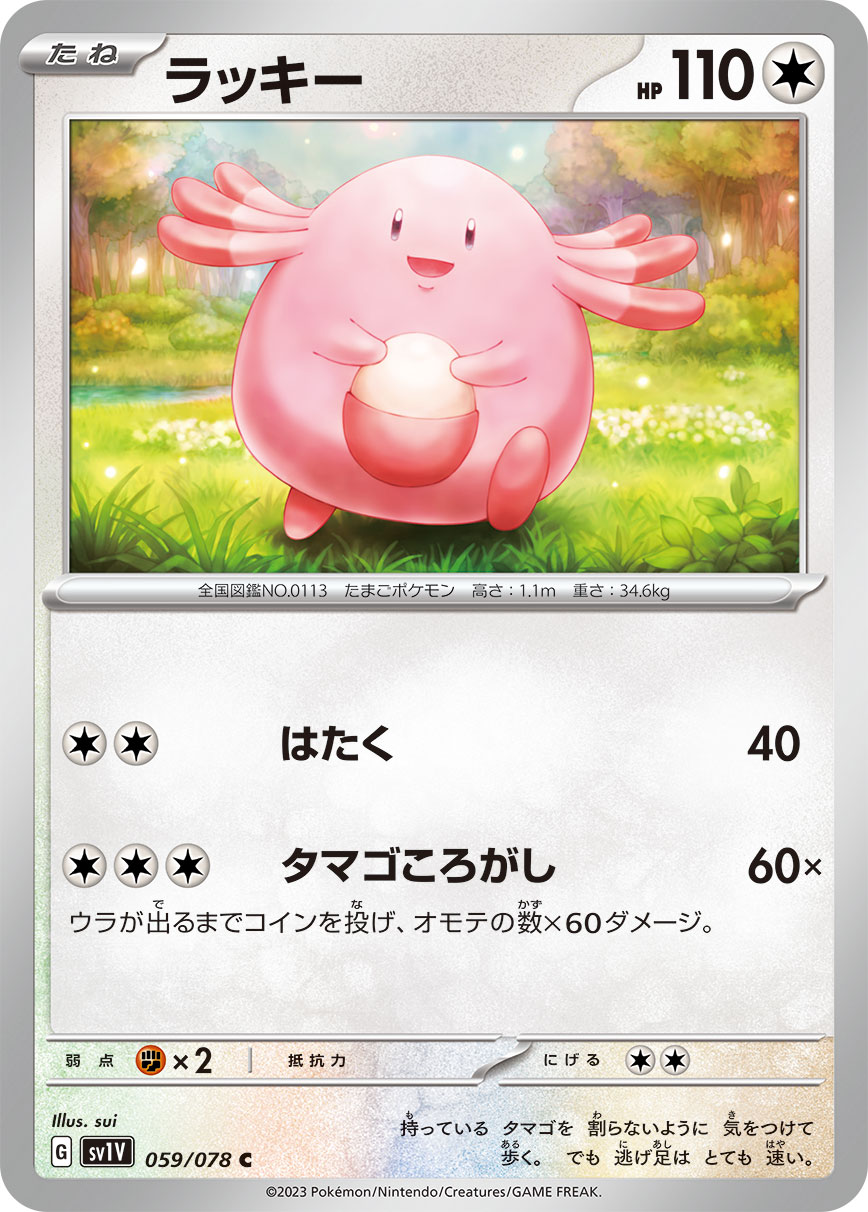 たね
ラッキー
HP 110
全国図鑑NO.0113 たまごポケモン 高さ:1.1m 重さ:34.6kg
はたく 40
タマゴころがし 60×
ウラが出るまでコインを投げ、オモテの数×60ダメージ。
弱点 ×2 抵抗力 にげる
Illus. sui
G sv1V 059/078 C
持っている タマゴを 割らないように 気をつけて
歩く。 でも 逃げ足は とても 速い。
©2023 Pokémon/Nintendo/Creatures/GAME FREAK.